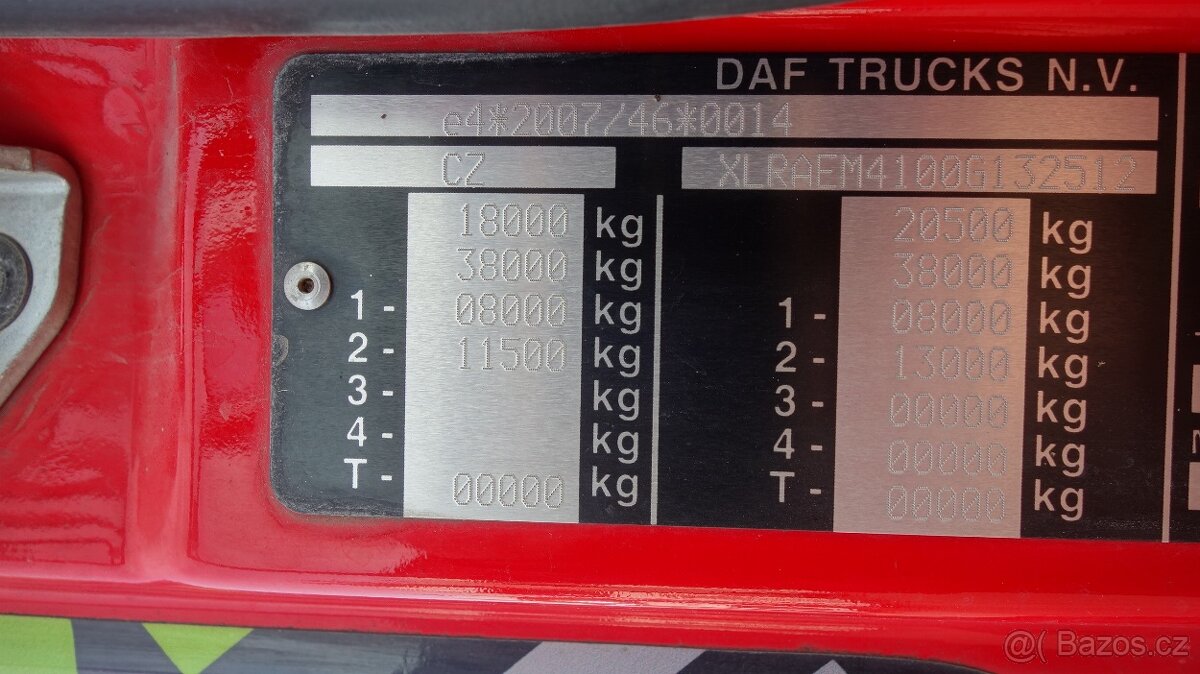 DAF TRUCKS N.V.
e4*2007/46*0014
CZ XLRAEM4100G132512
18000 kg 20500 kg
38000 kg 38000 kg
1- 08000 kg 1- 08000 kg
2- 11500 kg 2- 13000 kg
3- kg 3- 00000 kg
4- kg 4- 00000 kg
T- 00000 kg T- 00000 kg
@( Bazos.cz